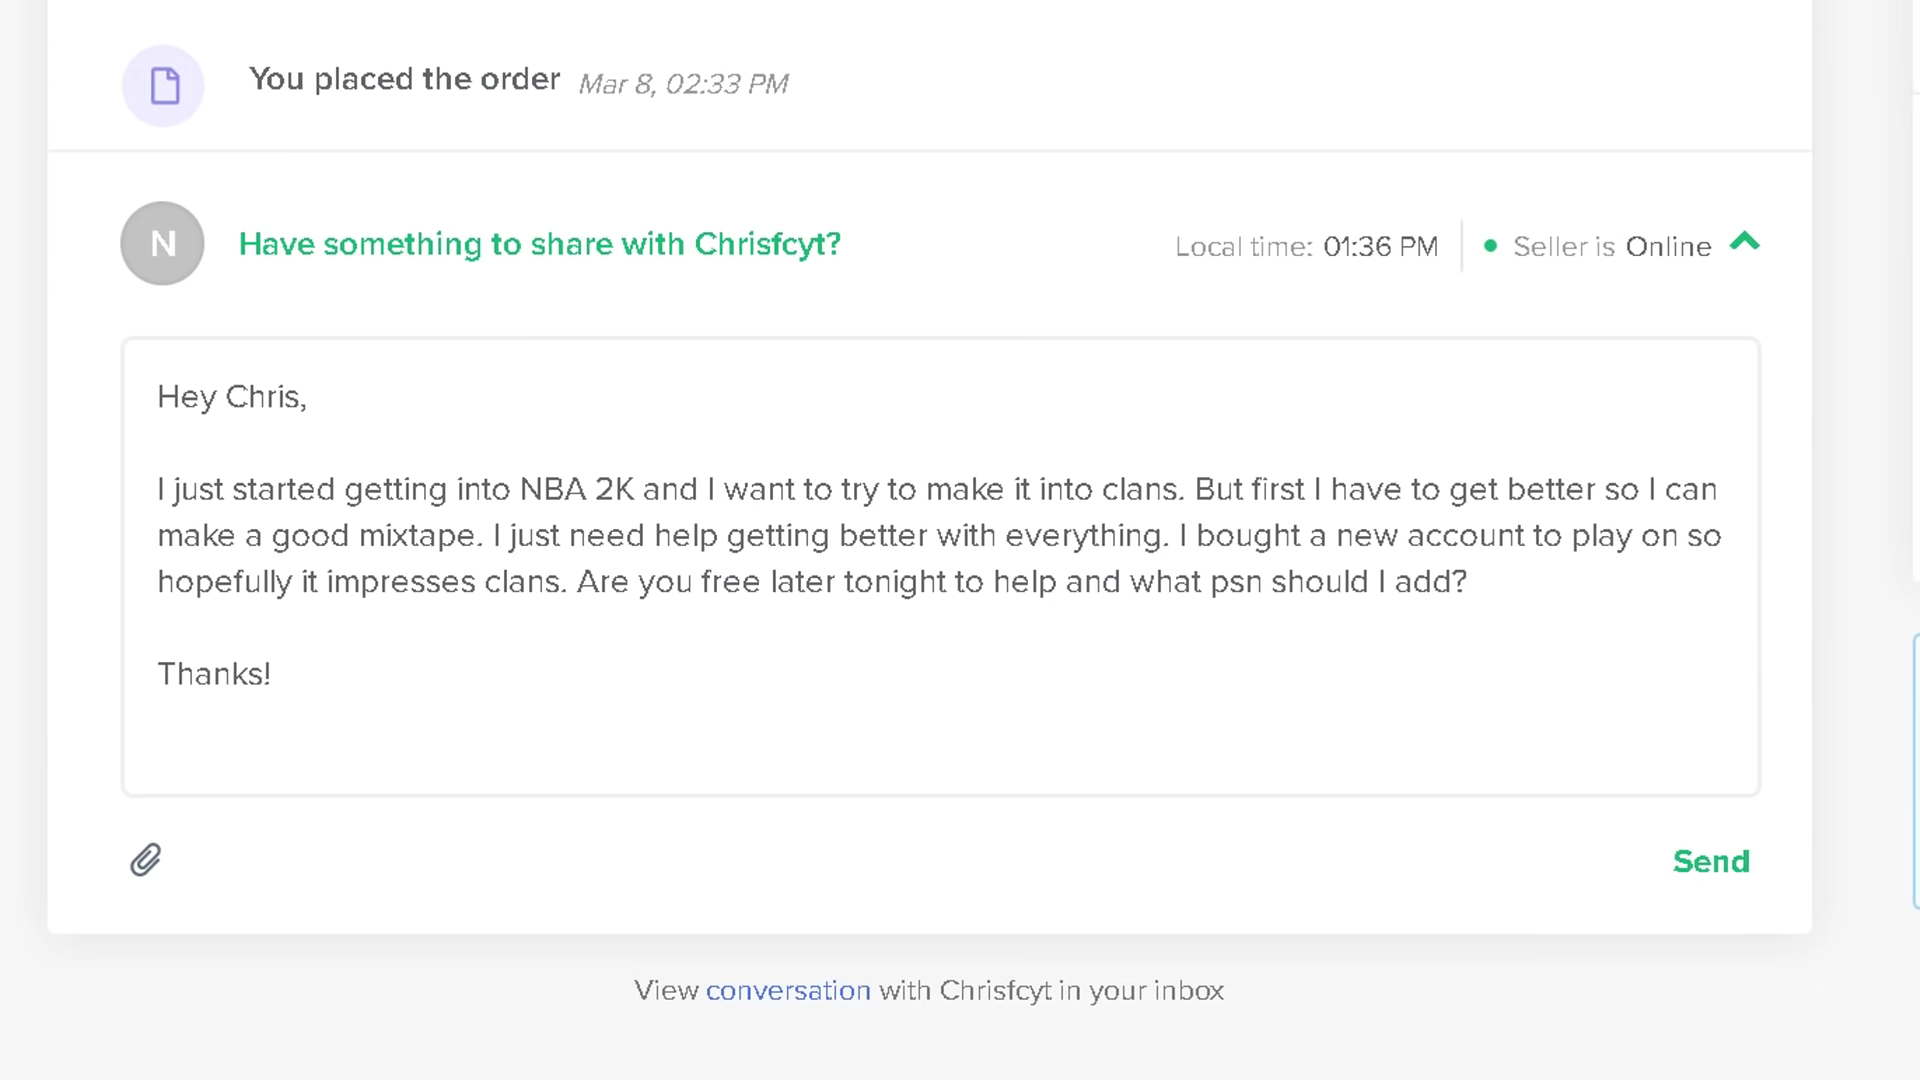 You placed the order Mar 8, 02:33 PM
N Have something to share with Chrisfcyt? Local time: 01:36 PM Seller is Online
Hey Chris,
I just started getting into NBA 2K and I want to try to make it into clans. But first I have to get better so I can
make a good mixtape. I just need help getting better with everything. I bought a new account to play on so
hopefully it impresses clans. Are you free later tonight to help and what psn should I add?
Thanks!
Send
View conversation with Chrisfcyt in your inbox